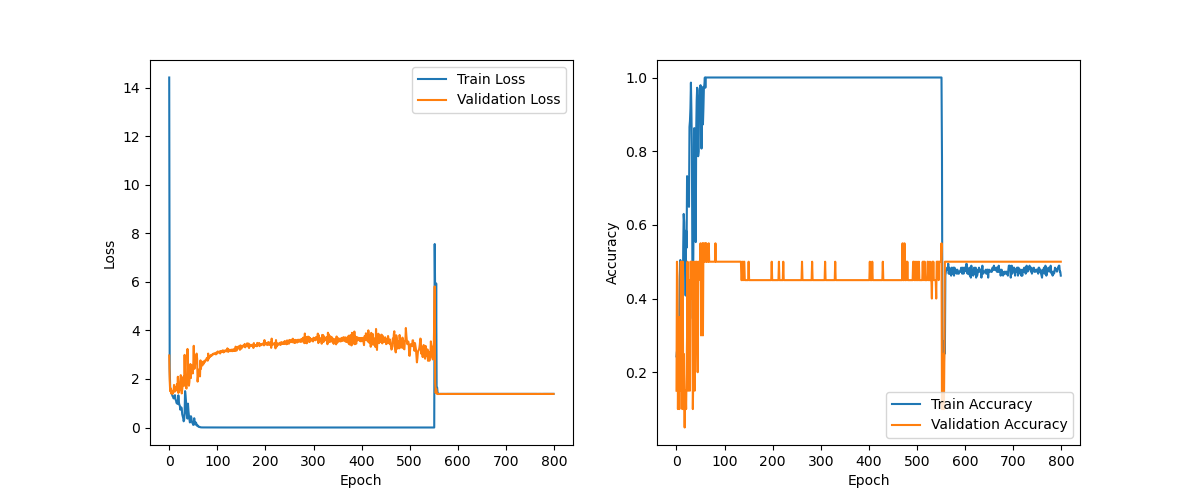 Train Loss
Validation Loss
14
12
10
8
6
4
2
0
Loss
0 100 200 300 400 500 600 700 800
Epoch
1.0
0.8
0.6
0.4
0.2
Accuracy
Train Accuracy
Validation Accuracy
0 100 200 300 400 500 600 700 800
Epoch